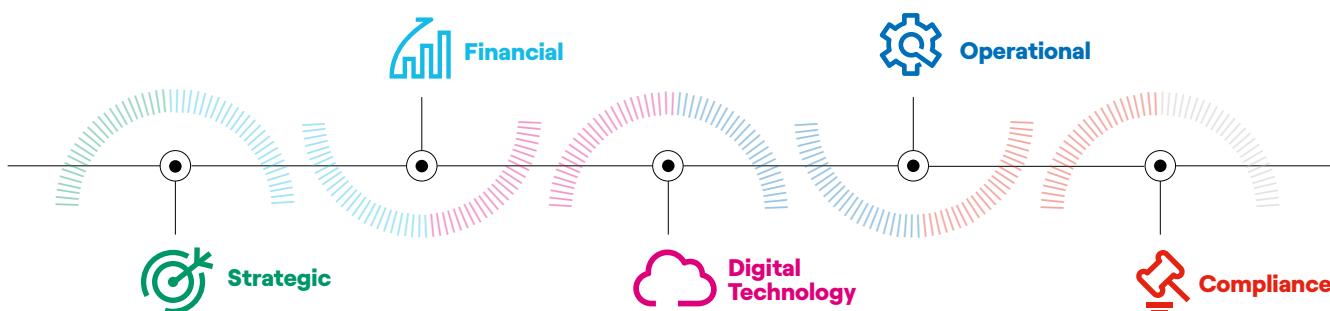 Financial
Operational
Strategic
Digital
Technology
Compliance